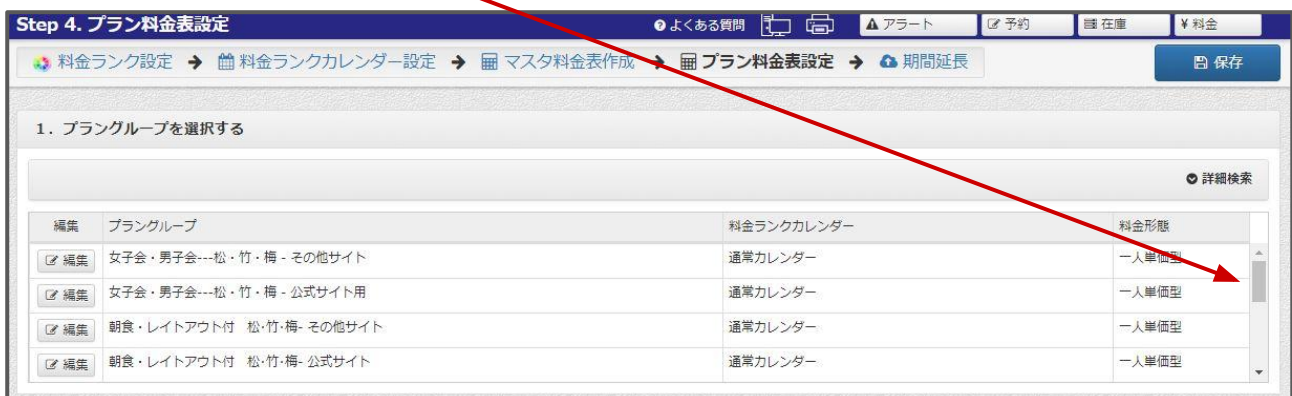 Step 4. プラン料金表設定 よくある質問 アラート 予約 在庫 ¥ 料金
料金ランク設定 ➔ 料金ランクカレンダー設定 ➔ マスタ料金表作成 ➔ プラン料金表設定 ➔ 期間延長 保存
1. プラングループを選択する
詳細検索
編集 プラングループ 料金ランクカレンダー 料金形態
編集 女子会・男子会---松・竹・梅 - その他サイト 通常カレンダー 一人単価型
編集 女子会・男子会---松・竹・梅 - 公式サイト用 通常カレンダー 一人単価型
編集 朝食・レイトアウト付　松･竹･梅- その他サイト 通常カレンダー 一人単価型
編集 朝食・レイトアウト付　松･竹･梅- 公式サイト 通常カレンダー 一人単価型